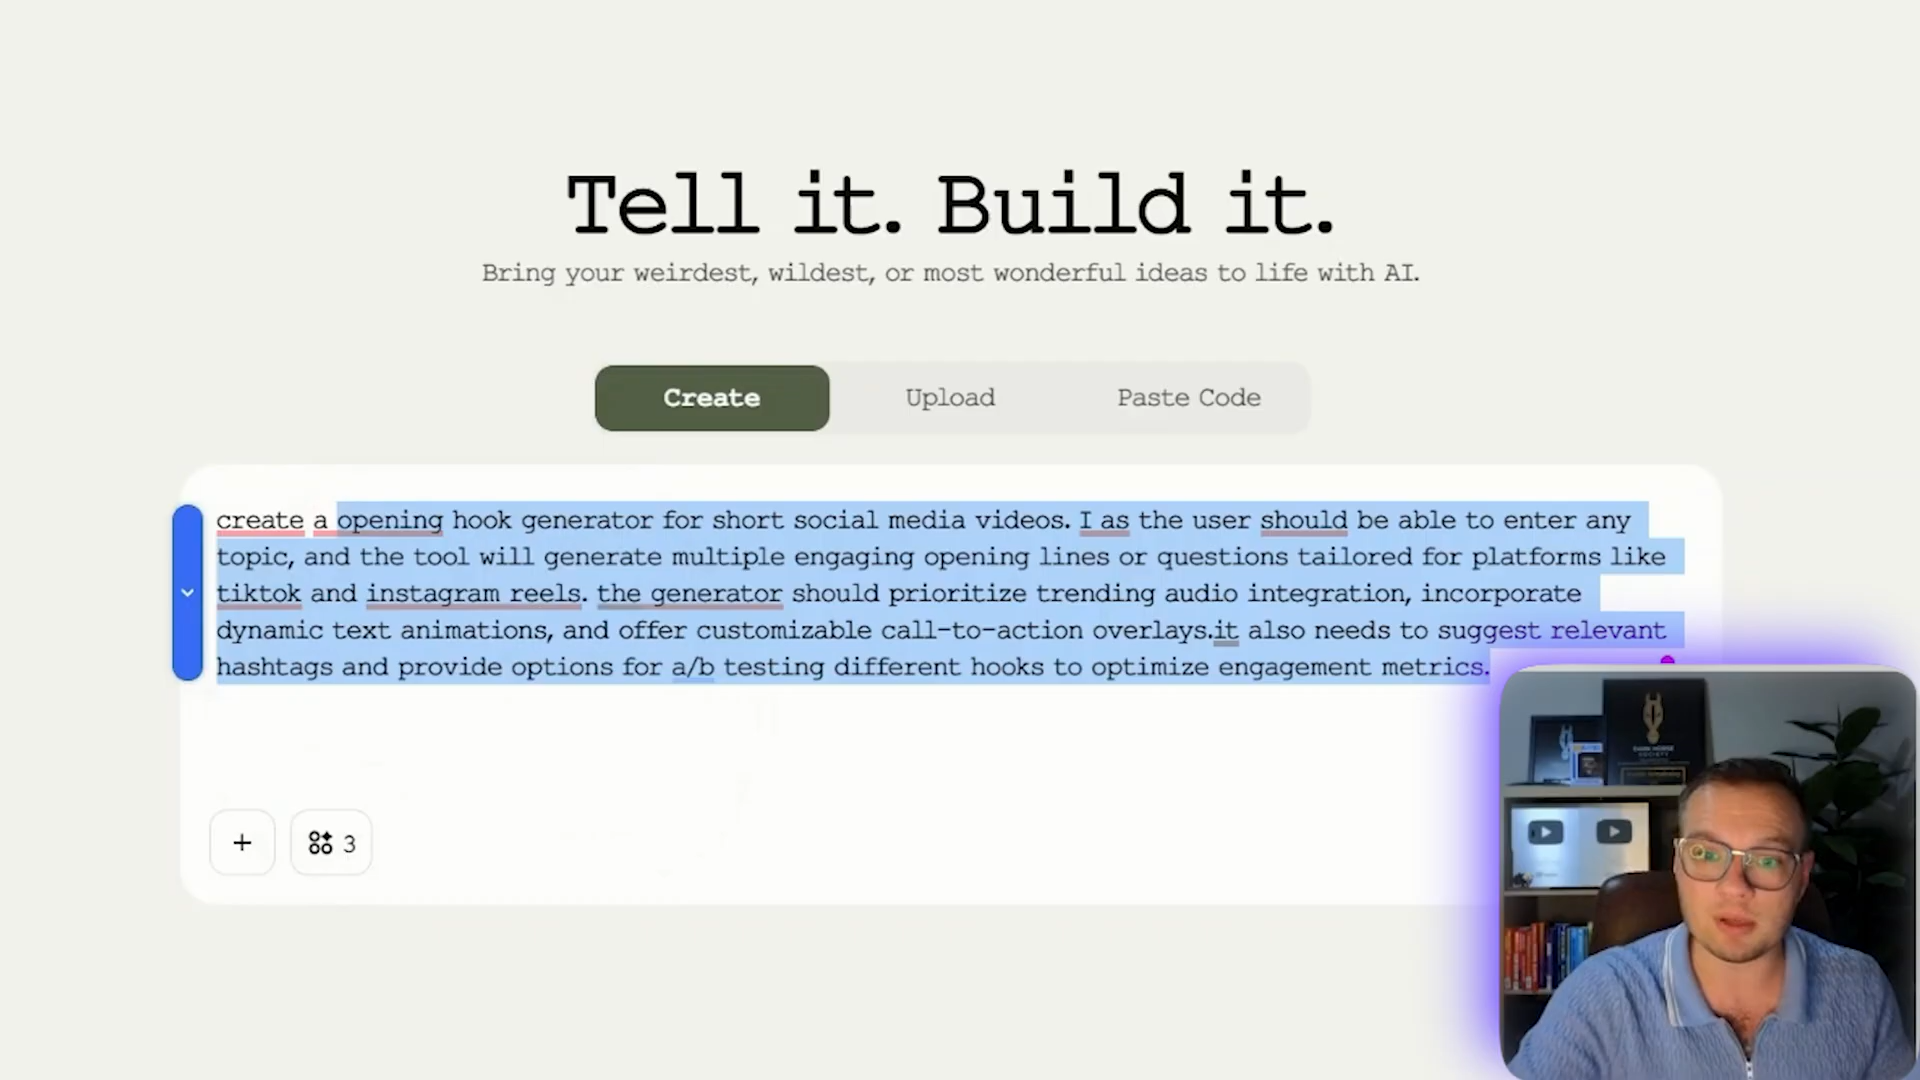 Tell it. Build it.
Bring your weirdest, wildest, or most wonderful ideas to life with AI.
Create
Upload
Paste Code
create a opening hook generator for short social media videos. I as the user should be able to enter any
topic, and the tool will generate multiple engaging opening lines or questions tailored for platforms like
tiktok and instagram reels. the generator should prioritize trending audio integration, incorporate
dynamic text animations, and offer customizable call-to-action overlays.it also needs to suggest relevant
hashtags and provide options for a/b testing different hooks to optimize engagement metrics.
3